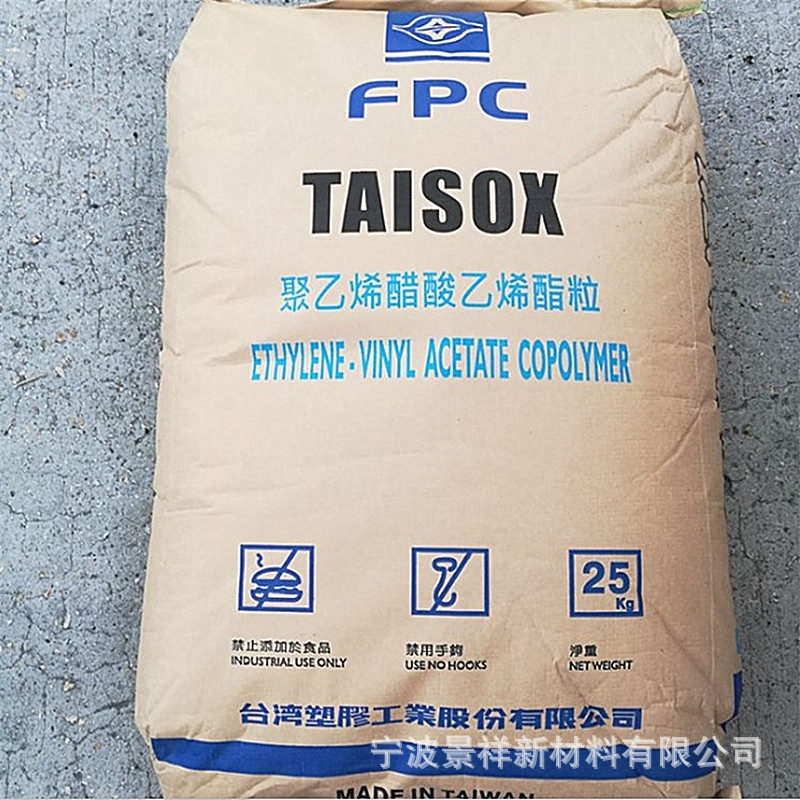 FPC
TAISOX
聚乙烯醋酸乙烯酯粒
ETHYLENE-VINYL ACETATE COPOLYMER
25
Kg
禁止添加於食品
INDUSTRIAL USE ONLY
禁用手鈎
USE NO HOOKS
淨重
NET WEIGHT
台湾塑膠工業股份有限公司
宁波景祥新材料有限公司
MADE IN TAIWAN